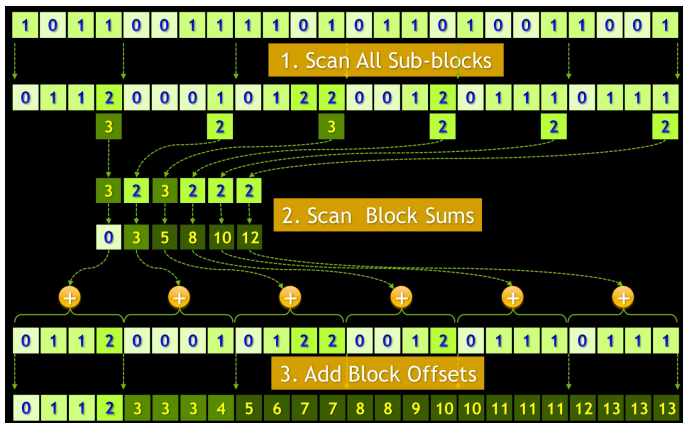 1 0 1 1 0 0 1 1 1 1 0 1 0 1 1 0 1 0 0 1 1 0 0 1
1. Scan All Sub-blocks
0 1 1 2 0 0 0 1 0 1 2 2 0 0 1 2 0 1 1 1 0 1 1 1
3 2 3 2 2 2
3 2 3 2 2 2
2. Scan Block Sums
0 3 5 8 10 12
+ + + + + +
0 1 1 2 0 0 0 1 0 1 2 2 0 0 1 2 0 1 1 1 0 1 1 1
3. Add Block Offsets
0 1 1 2 3 3 3 4 5 6 7 7 8 8 9 10 10 11 11 11 12 13 13 13